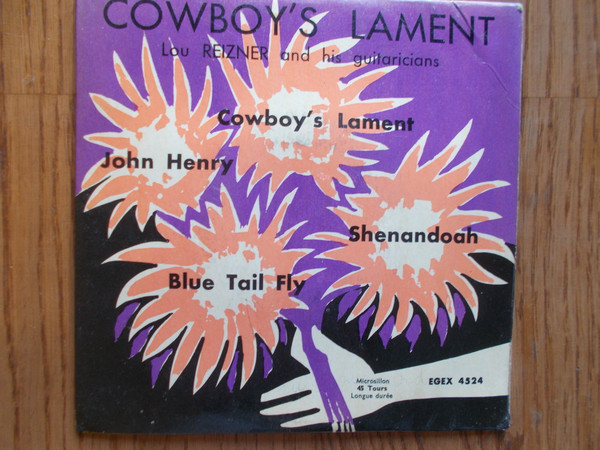 COWBOY'S LAMENT
Lou REIZNER and his guitaricians
Cowboy's Lament
John Henry
Shenandoah
Blue Tail Fly
Microsillon
45 Tours
Longue durée
EGEX 4524